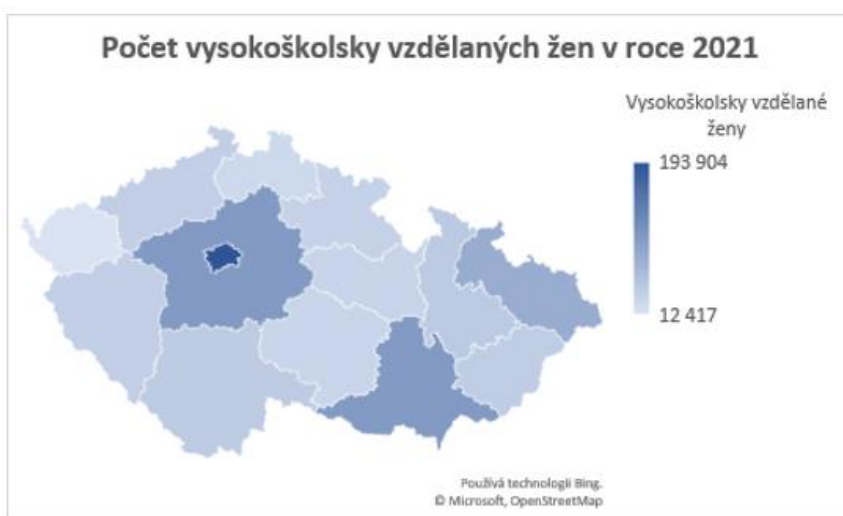 Počet vysokoškolsky vzdělaných žen v roce 2021
Vysokoškolsky vzdělané
ženy
193 904
12 417
Používá technologii Bing.
© Microsoft, OpenStreetMap